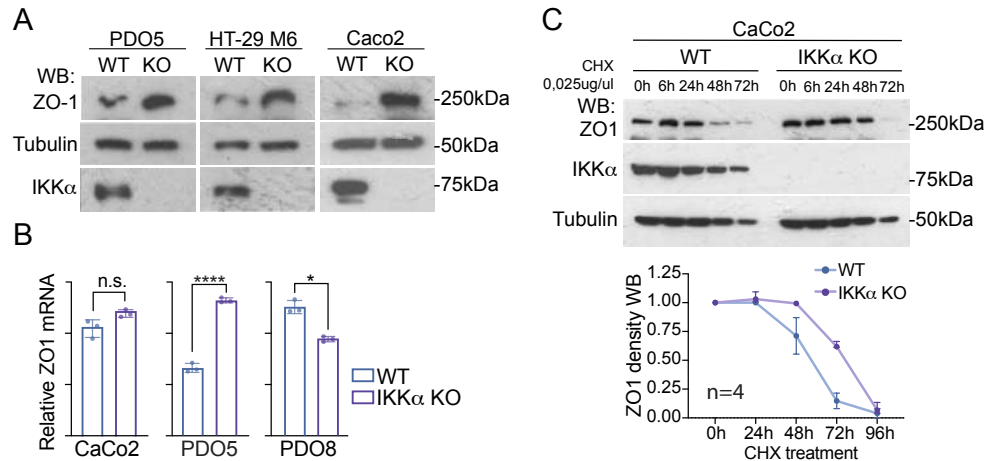 A
PDO5 HT-29 M6 Caco2
WT KO WT KO WT KO
WB:
ZO-1
-250kDa
Tubulin
-50kDa
IKKα
-75kDa
B
Relative ZO1 mRNA
n.s.
****
*
WT
IKKα KO
CaCo2 PDO5 PDO8
C
CaCo2
CHX
0,025ug/ul
WT IKKα KO
0h 6h 24h 48h 72h 0h 6h 24h 48h 72h
WB:
ZO1
-250kDa
IKKα
-75kDa
Tubulin
-50kDa
ZO1 density WB
1.25
1.00
0.75
0.50
0.25
0.00
WT
IKKα KO
n=4
0h 24h 48h 72h 96h
CHX treatment